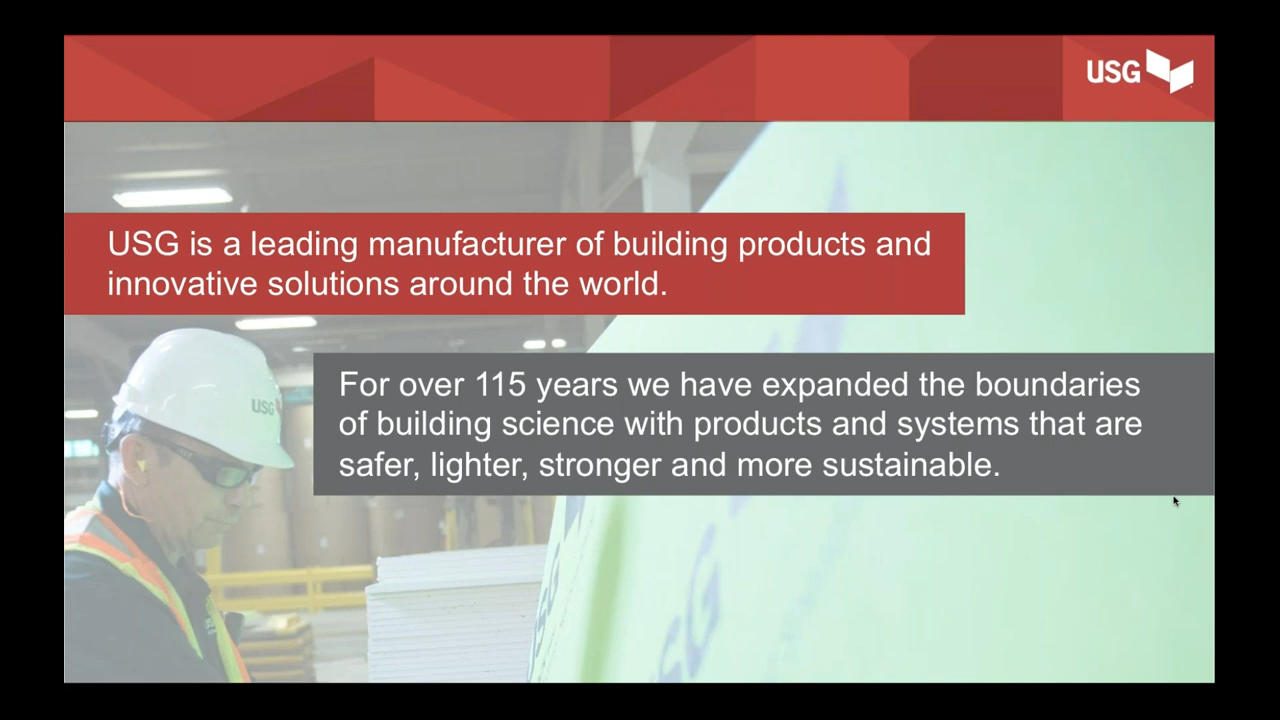 USG
USG is a leading manufacturer of building products and
innovative solutions around the world.
USG
For over 115 years we have expanded the boundaries
of building science with products and systems that are
safer, lighter, stronger and more sustainable.
SG
USG